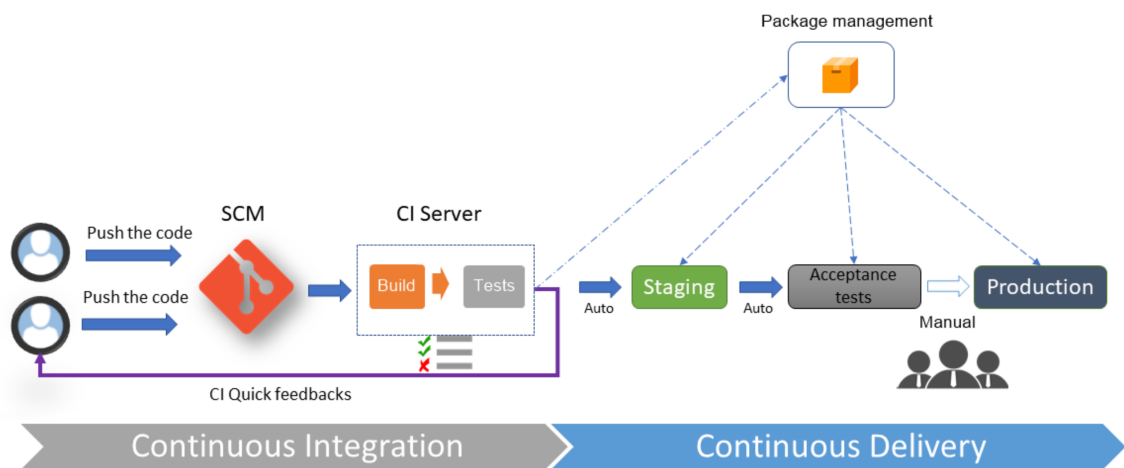 Package management
SCM
CI Server
Push the code
Push the code
Build
Tests
Auto
Staging
Auto
Acceptance
tests
Production
Manual
CI Quick feedbacks
Continuous Integration
Continuous Delivery